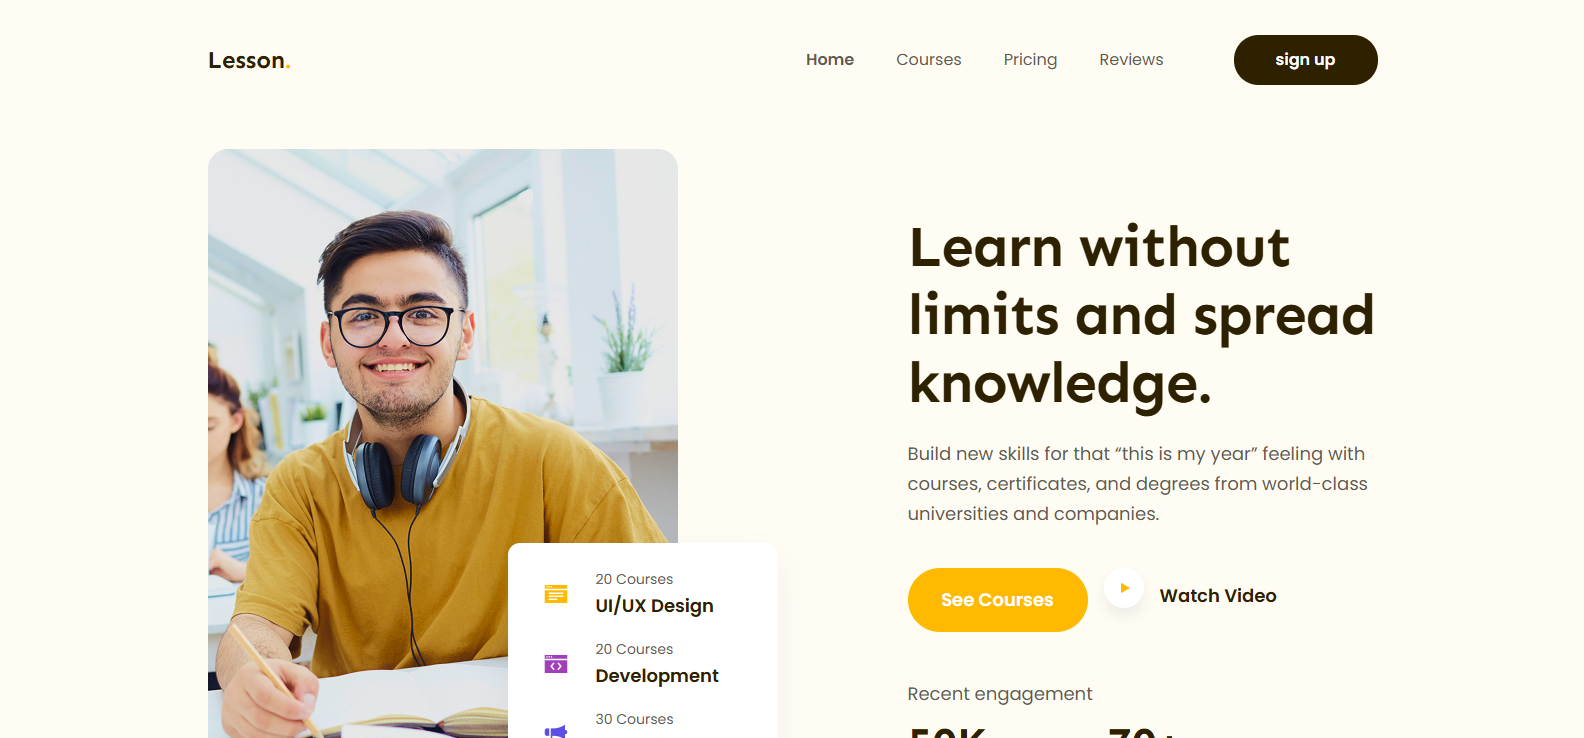 Lesson.
Home Courses Pricing Reviews sign up
Learn without
limits and spread
knowledge.
Build new skills for that “this is my year” feeling with
courses, certificates, and degrees from world-class
universities and companies.
See Courses Watch Video
20 Courses
UI/UX Design
20 Courses
Development
30 Courses
Recent engagement
50K 70+